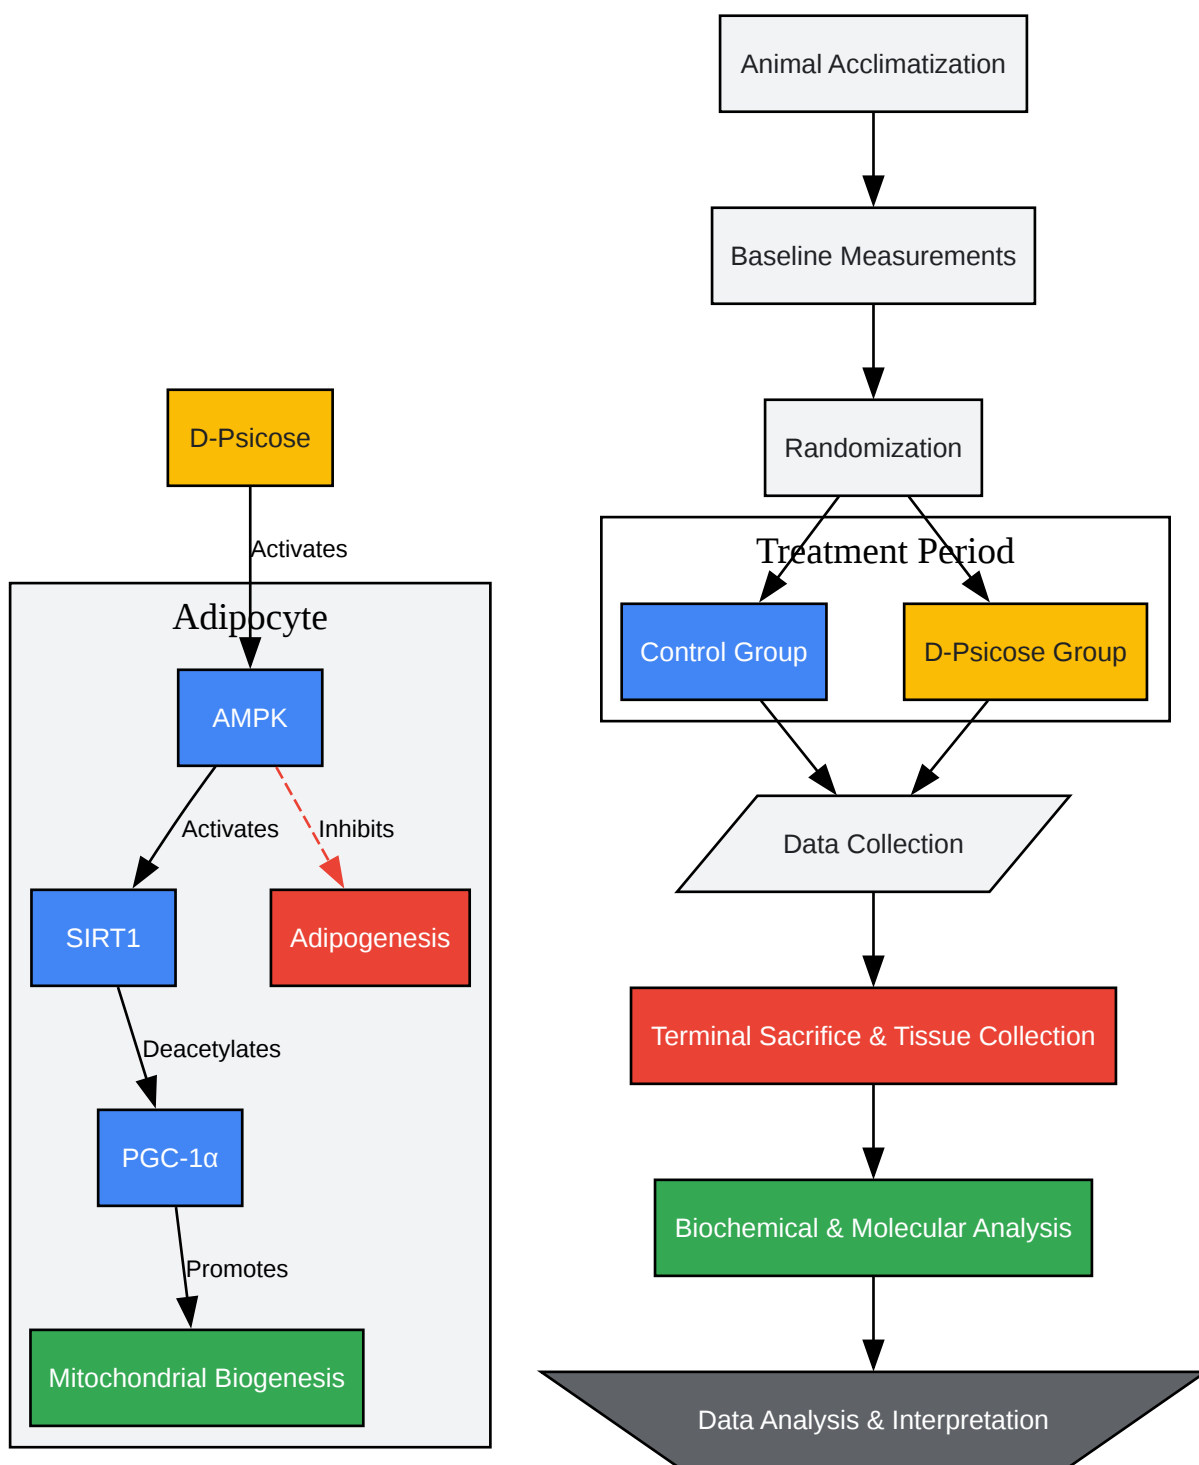 D-Psicose
Activates
Adipocyte
AMPK
Activates
Inhibits
SIRT1
Adipogenesis
Deacetylates
PGC-1α
Promotes
Mitochondrial Biogenesis
Animal Acclimatization
Baseline Measurements
Randomization
Treatment Period
Control Group
D-Psicose Group
Data Collection
Terminal Sacrifice & Tissue Collection
Biochemical & Molecular Analysis
Data Analysis & Interpretation